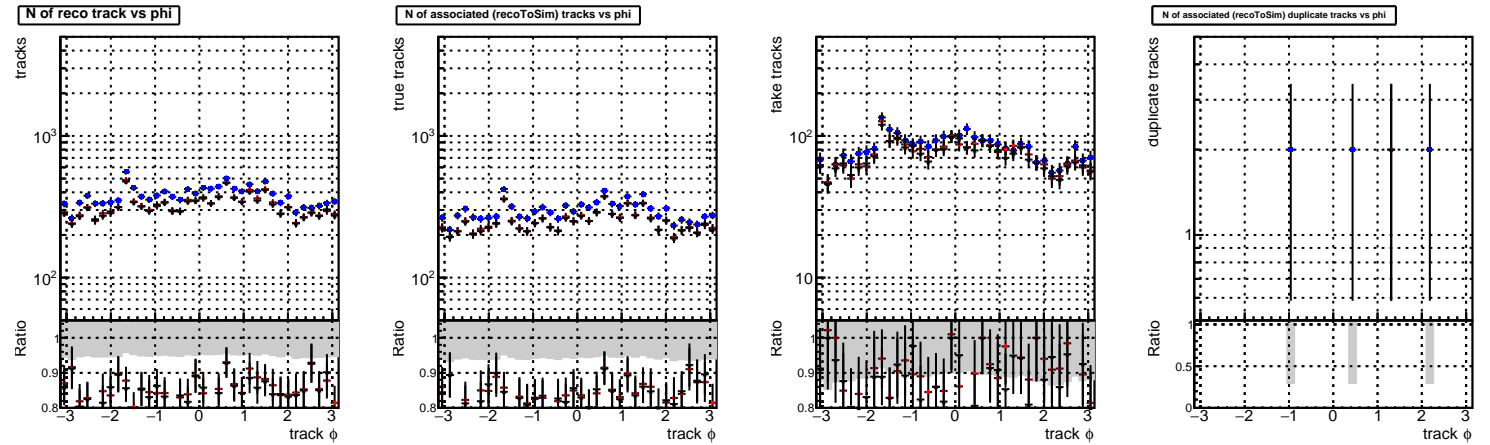 N of reco track vs phi
tracks
10³
10²
Ratio
1
0.9
0.8
−3 −2 −1 0 1 2 3
track ϕ
N of associated (recoToSim) tracks vs phi
true tracks
10³
10²
Ratio
1
0.9
0.8
−3 −2 −1 0 1 2 3
track ϕ
fake tracks
10²
10
Ratio
1
0.9
0.8
−3 −2 −1 0 1 2 3
track ϕ
N of associated (recoToSim) duplicate tracks vs phi
duplicate tracks
1
Ratio
1
0.5
0
−3 −2 −1 0 1 2 3
track ϕ